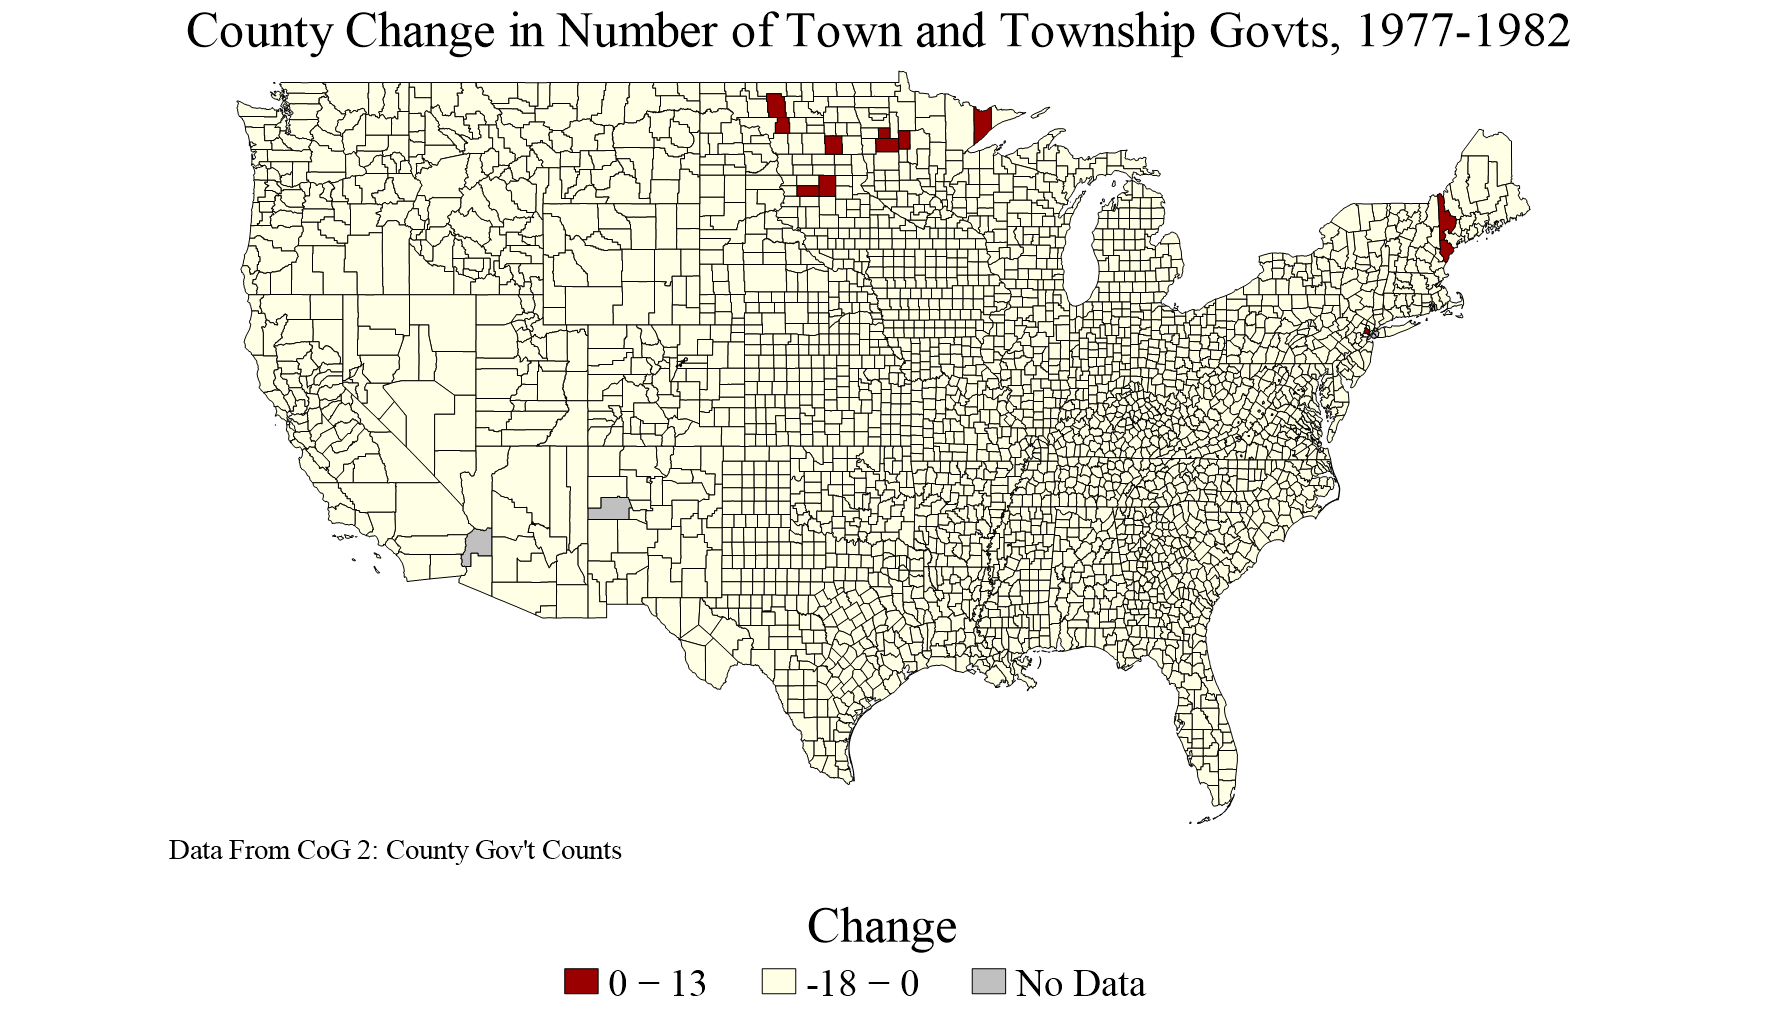 County Change in Number of Town and Township Govts, 1977-1982
Data From CoG 2: County Gov't Counts
Change
0 − 13
-18 − 0
No Data